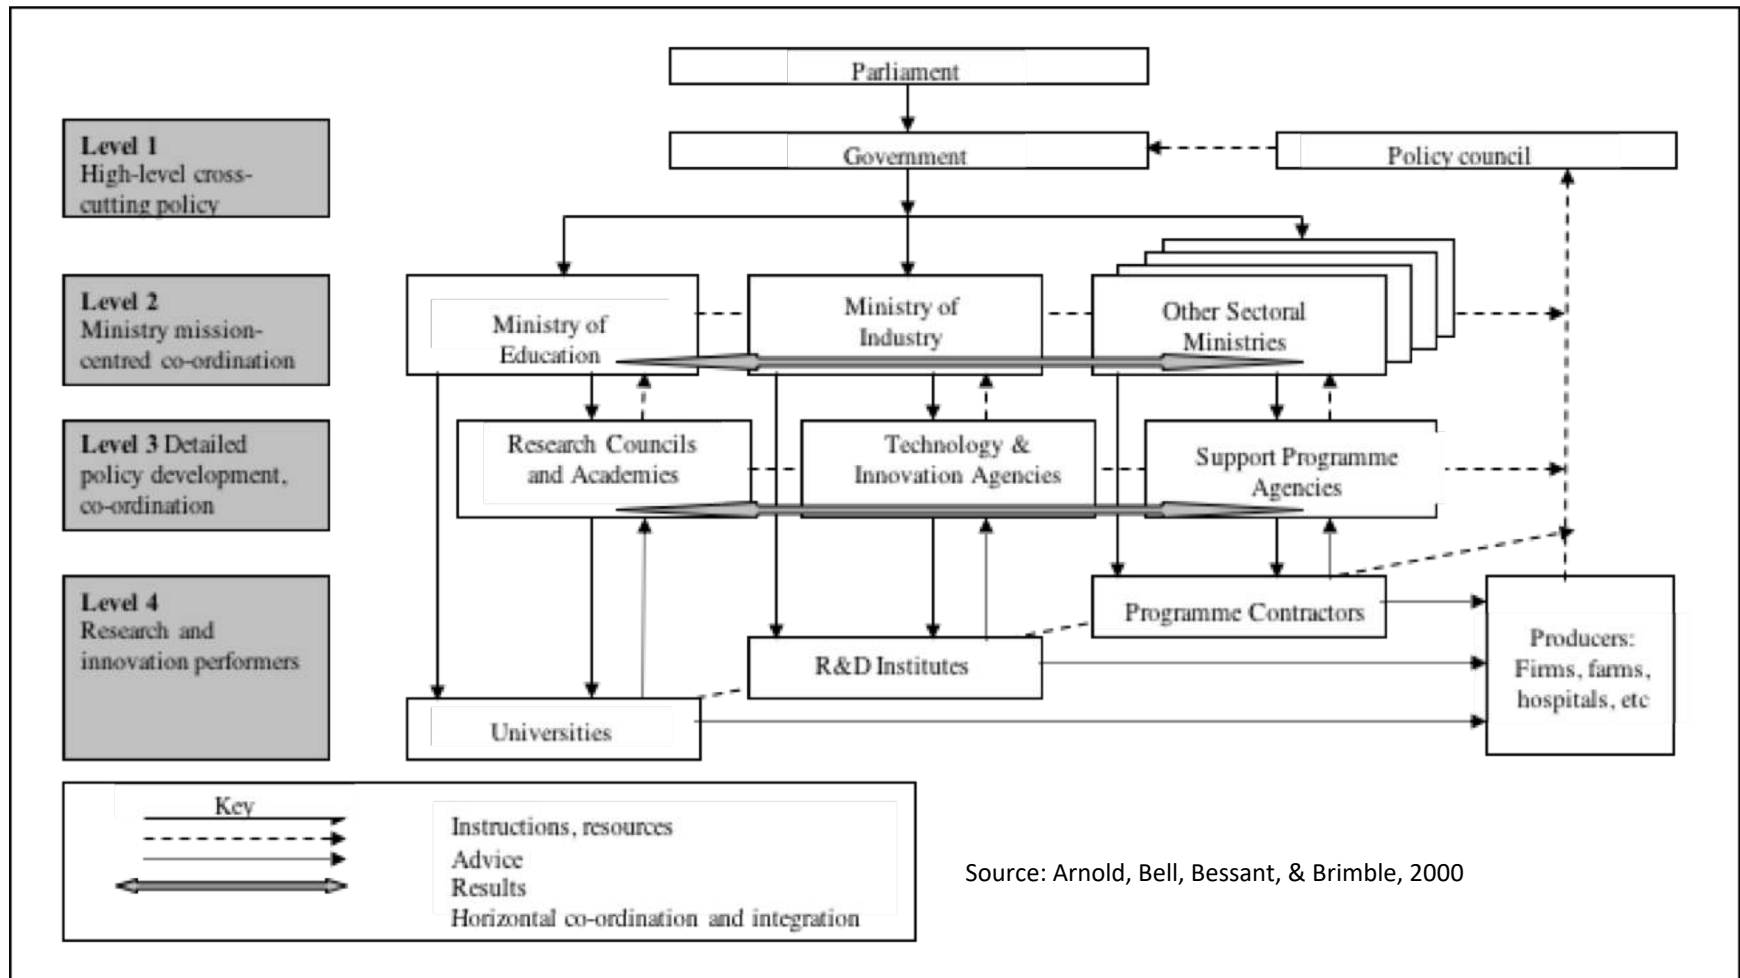 Parliament
Level 1
High-level cross-
cutting policy
Government
Policy council
Level 2
Ministry mission-
centred co-ordination
Ministry of
Education
Ministry of
Industry
Other Sectoral
Ministries
Level 3 Detailed
policy development,
co-ordination
Research Councils
and Academies
Technology &
Innovation Agencies
Support Programme
Agencies
Level 4
Research and
innovation performers
Programme Contractors
R&D Institutes
Universities
Producers:
Firms, farms,
hospitals, etc
Key
Instructions, resources
Advice
Results
Horizontal co-ordination and integration
Source: Arnold, Bell, Bessant, & Brimble, 2000